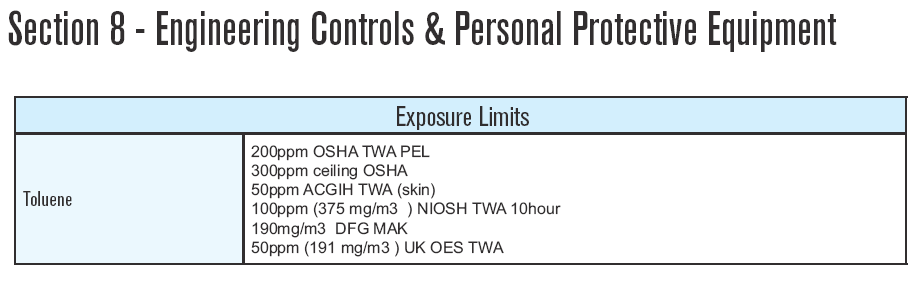 Section 8 - Engineering Controls & Personal Protective Equipment
Exposure Limits
Toluene
200ppm OSHA TWA PEL
300ppm ceiling OSHA
50ppm ACGIH TWA (skin)
100ppm (375 mg/m3  ) NIOSH TWA 10hour
190mg/m3  DFG MAK
50ppm (191 mg/m3 ) UK OES TWA